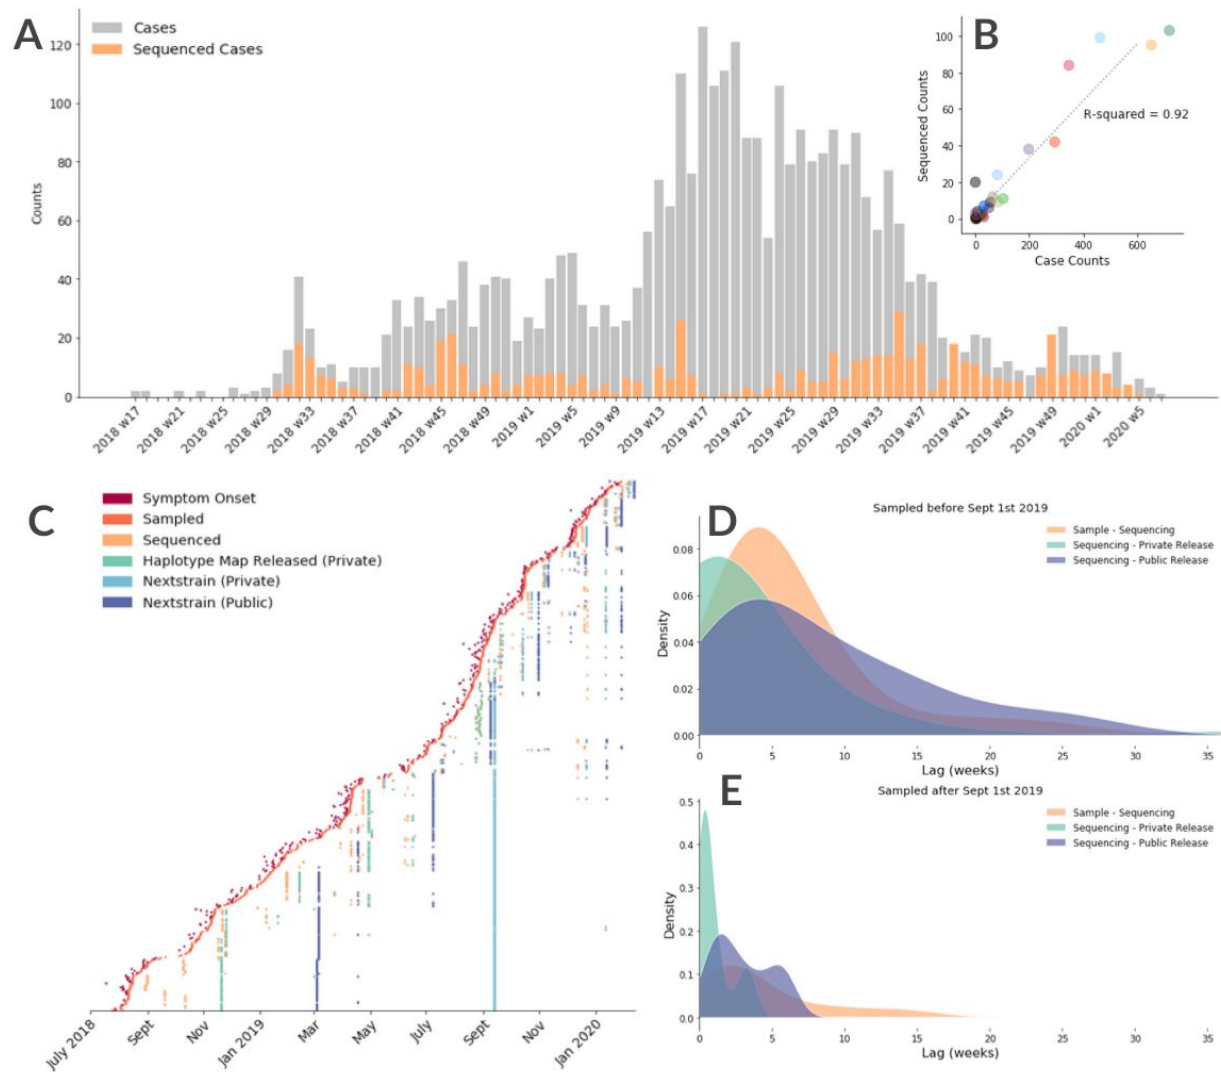 A
Cases
Sequenced Cases
Counts
120
100
80
60
40
20
0
2018 w17
2018 w21
2018 w25
2018 w29
2018 w33
2018 w37
2018 w41
2018 w45
2018 w49
2019 w1
2019 w5
2019 w9
2019 w13
2019 w17
2019 w21
2019 w25
2019 w29
2019 w33
2019 w37
2019 w41
2019 w45
2019 w49
2020 w1
2020 w5
B
Sequenced Counts
100
80
60
40
20
0
R-squared = 0.92
0
200
400
600
Case Counts
C
Symptom Onset
Sampled
Sequenced
Haplotype Map Released (Private)
Nextstrain (Private)
Nextstrain (Public)
July 2018
Sept
Nov
Jan 2019
Mar
May
July
Sept
Nov
Jan 2020
D
Sampled before Sept 1st 2019
Sample - Sequencing
Sequencing - Private Release
Sequencing - Public Release
Density
0.08
0.06
0.04
0.02
0.00
0
5
10
15
20
25
30
35
Lag (weeks)
E
Sampled after Sept 1st 2019
Sample - Sequencing
Sequencing - Private Release
Sequencing - Public Release
Density
0.5
0.4
0.3
0.2
0.1
0.0
0
5
10
15
20
25
30
35
Lag (weeks)